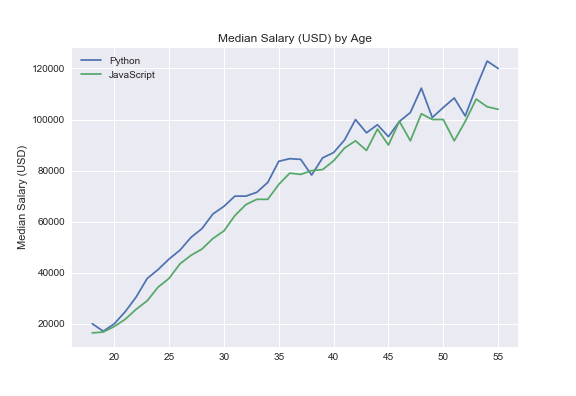 Median Salary (USD) by Age
Python
JavaScript
Median Salary (USD)
120000
100000
80000
60000
40000
20000
20 25 30 35 40 45 50 55